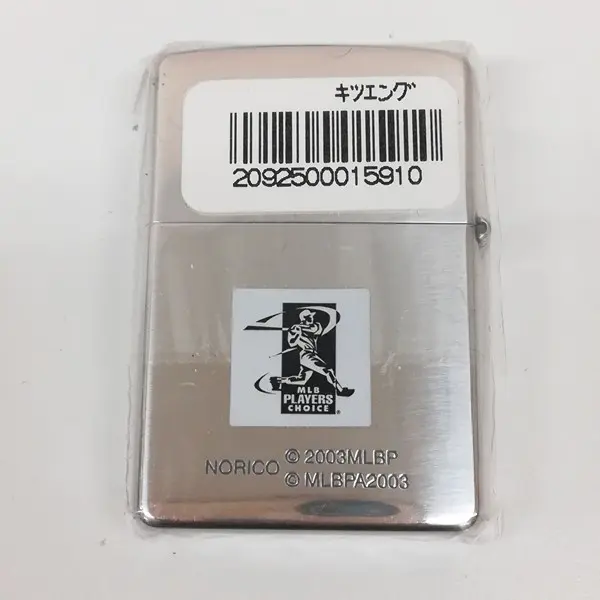 ｷﾂｴﾝｸﾞ
2092500015910
MLB
PLAYERS
CHOICE ®
NORICO © 2003MLBP
© MLBPA2003